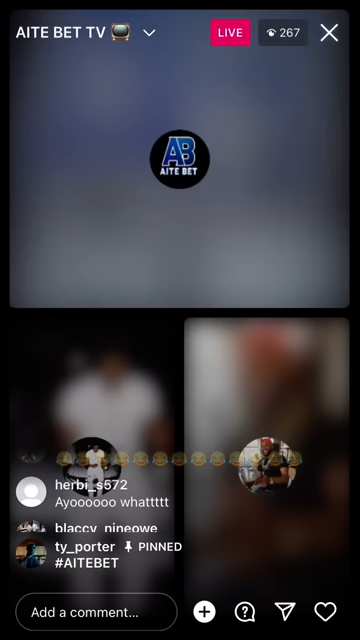 AITE BET TV
LIVE
267
AB
AITE BET
herbi_s572
Ayoooooo whattttt
blaccy_nineowe
ty_porter PINNED
#AITEBET
Add a comment...